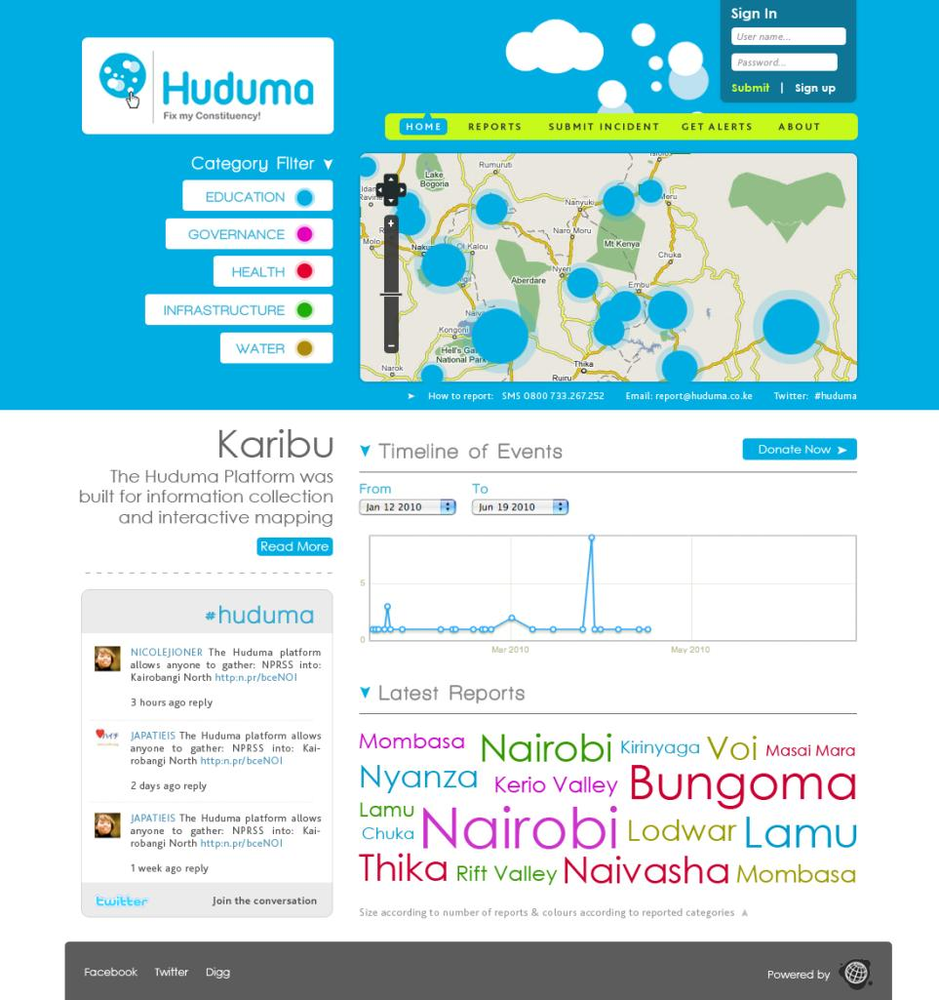 Sign In
User name...
Password...
Submit | Sign up
Huduma
Fix my Constituency!
HOME REPORTS SUBMIT INCIDENT GET ALERTS ABOUT
Category Filter
EDUCATION
GOVERNANCE
HEALTH
INFRASTRUCTURE
WATER
Lake
Bogoria
Rumuruti
Nanyuki
Meru
Molo
Ol Kalou
Naro Moru
Mt Kenya
Chuka
Nyeri
Aberdare
Embu
Kongoni
Hell's Ga
National Park
Narok
Thika
Ruiru
How to report: SMS 0800 733.267.252 Email: report@huduma.co.ke Twitter: #huduma
Karibu
The Huduma Platform was
built for information collection
and interactive mapping
Read More
#huduma
NICOLEJIONER The Huduma platform
allows anyone to gather: NPRSS into:
Kairobangi North http:n.pr/bceNOI
3 hours ago reply
JAPATIEIS The Huduma platform allows
anyone to gather: NPRSS into: Kai-
robangi North http:n.pr/bceNOI
2 days ago reply
JAPATIEIS The Huduma platform allows
anyone to gather: NPRSS into: Kai-
robangi North http:n.pr/bceNOI
1 week ago reply
twitter Join the conversation
Timeline of Events
Donate Now
From To
Jan 12 2010 Jun 19 2010
5
0
Mar 2010 May 2010
Latest Reports
Mombasa Nairobi Kirinyaga Voi Masai Mara
Nyanza Kerio Valley Bungoma
Lamu
Chuka Nairobi Lodwar Lamu
Thika Rift Valley Naivasha Mombasa
Size according to number of reports & colours according to reported categories
Facebook Twitter Digg
Powered by